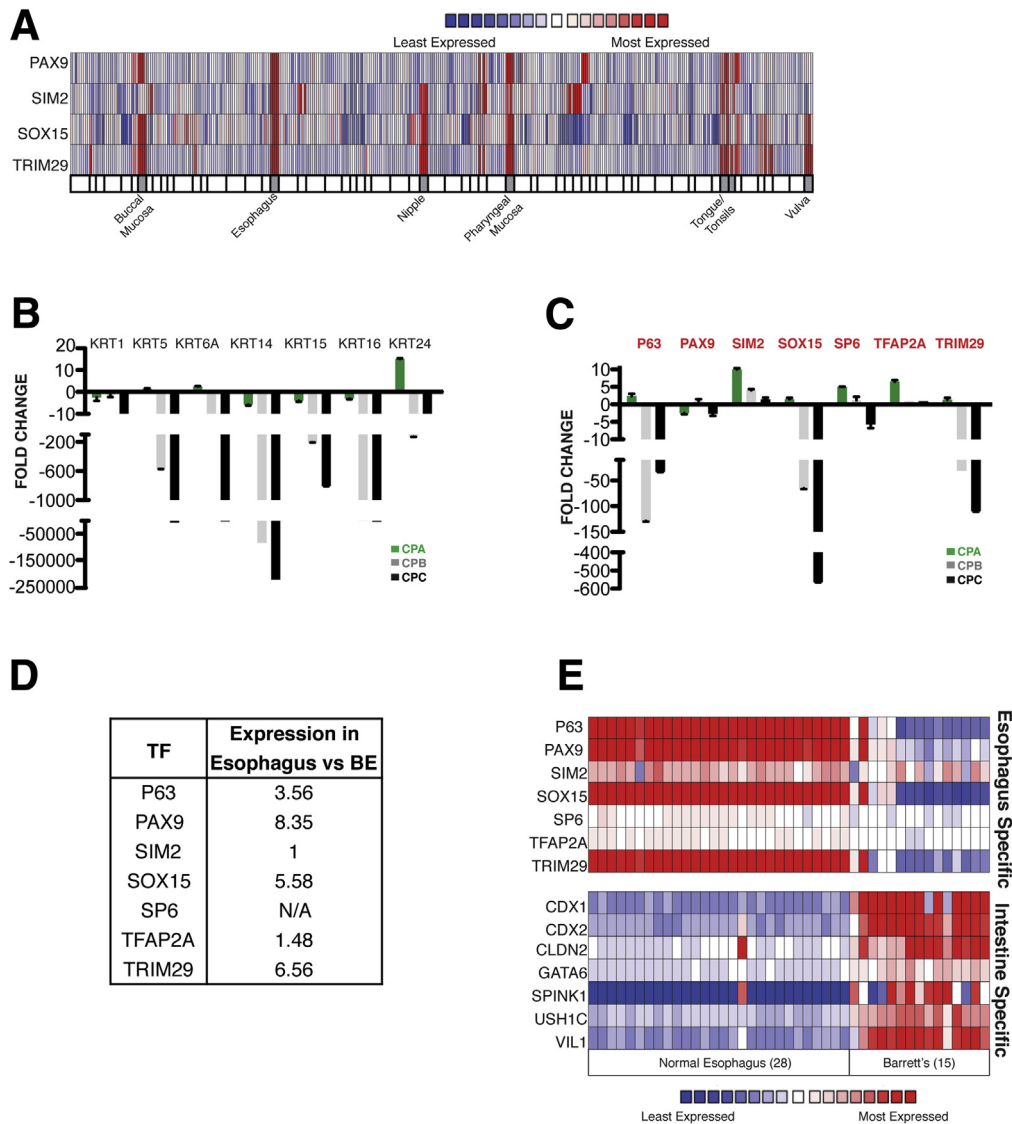 A
Least Expressed Most Expressed
PAX9
SIM2
SOX15
TRIM29
Buccal
Mucosa
Esophagus
Nipple
Pharyngeal
Mucosa
Tongue/
Tonsils
Vulva
B
KRT1 KRT5 KRT6A KRT14 KRT15 KRT16 KRT24
FOLD CHANGE
20
10
0
-10
-200
-600
-1000
-50000
-150000
-250000
CPA
CPB
CPC
C
P63 PAX9 SIM2 SOX15 SP6 TFAP2A TRIM29
FOLD CHANGE
10
5
0
-5
-10
-50
-100
-150
-400
-500
-600
CPA
CPB
CPC
D
TF Expression in
Esophagus vs BE
P63 3.56
PAX9 8.35
SIM2 1
SOX15 5.58
SP6 N/A
TFAP2A 1.48
TRIM29 6.56
E
P63
PAX9
SIM2
SOX15
SP6
TFAP2A
TRIM29
Esophagus Specific
CDX1
CDX2
CLDN2
GATA6
SPINK1
USH1C
VIL1
Intestine Specific
Normal Esophagus (28) Barrett's (15)
Least Expressed Most Expressed